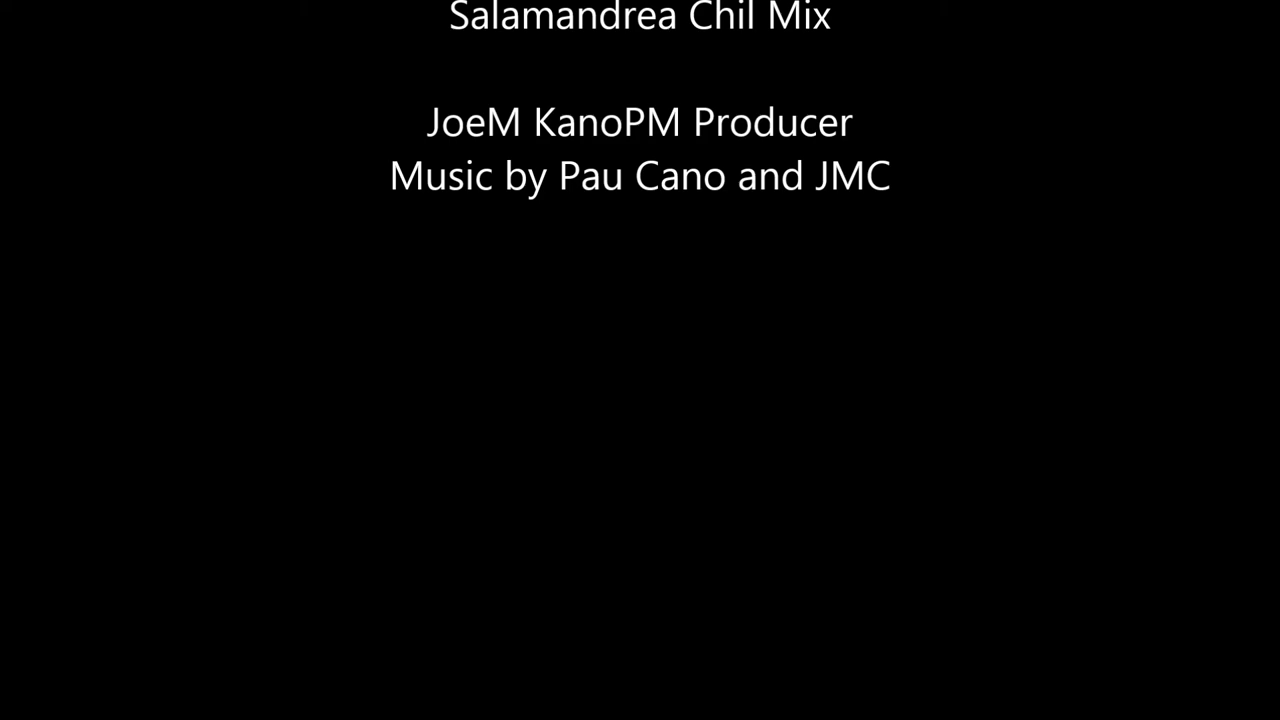 Salamandrea Chil Mix
JoeM KanoPM Producer
Music by Pau Cano and JMC